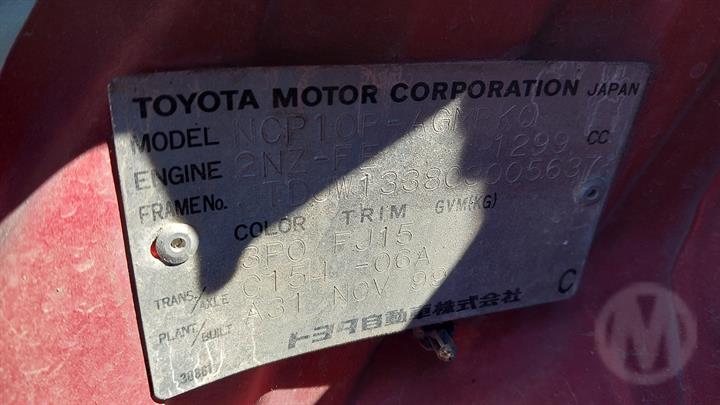 TOYOTA MOTOR CORPORATION JAPAN
MODEL NCP10R-AGMRKQ
ENGINE 2NZ-FE 1299 CC
FRAME No.
COLOR TRIM GVM(KG)
3P0 FJ15
TRANS./AXLE C154 -06A
PLANT/BUILT A31 NOV 99
C
トヨタ自動車株式会社
30861
M